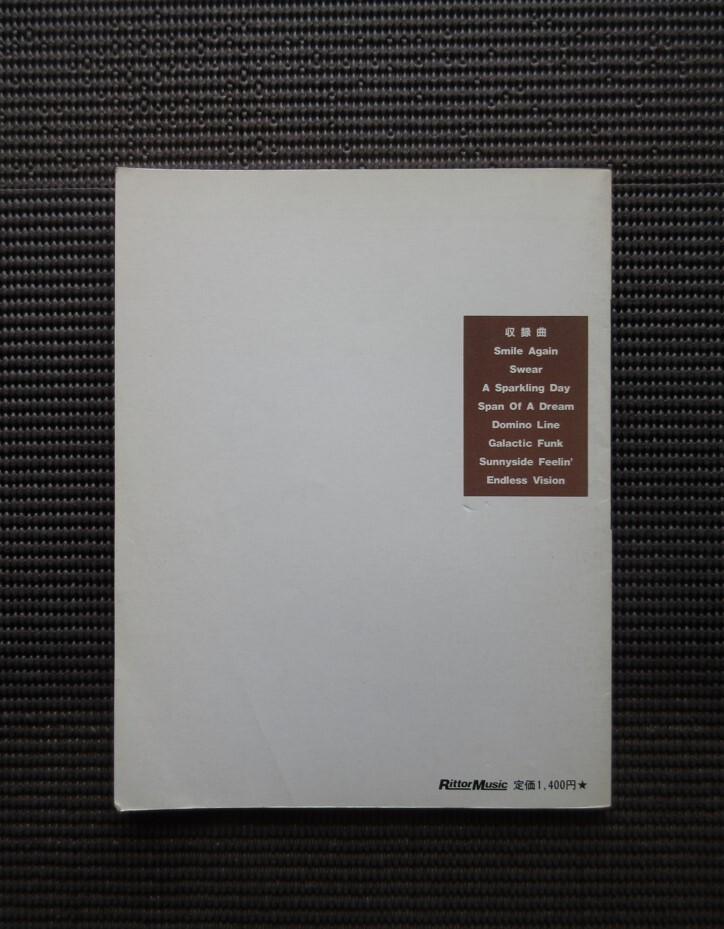 収録曲
Smile Again
Swear
A Sparkling Day
Span Of A Dream
Domino Line
Galactic Funk
Sunnyside Feelin'
Endless Vision
RittorMusic 定価1,400円★